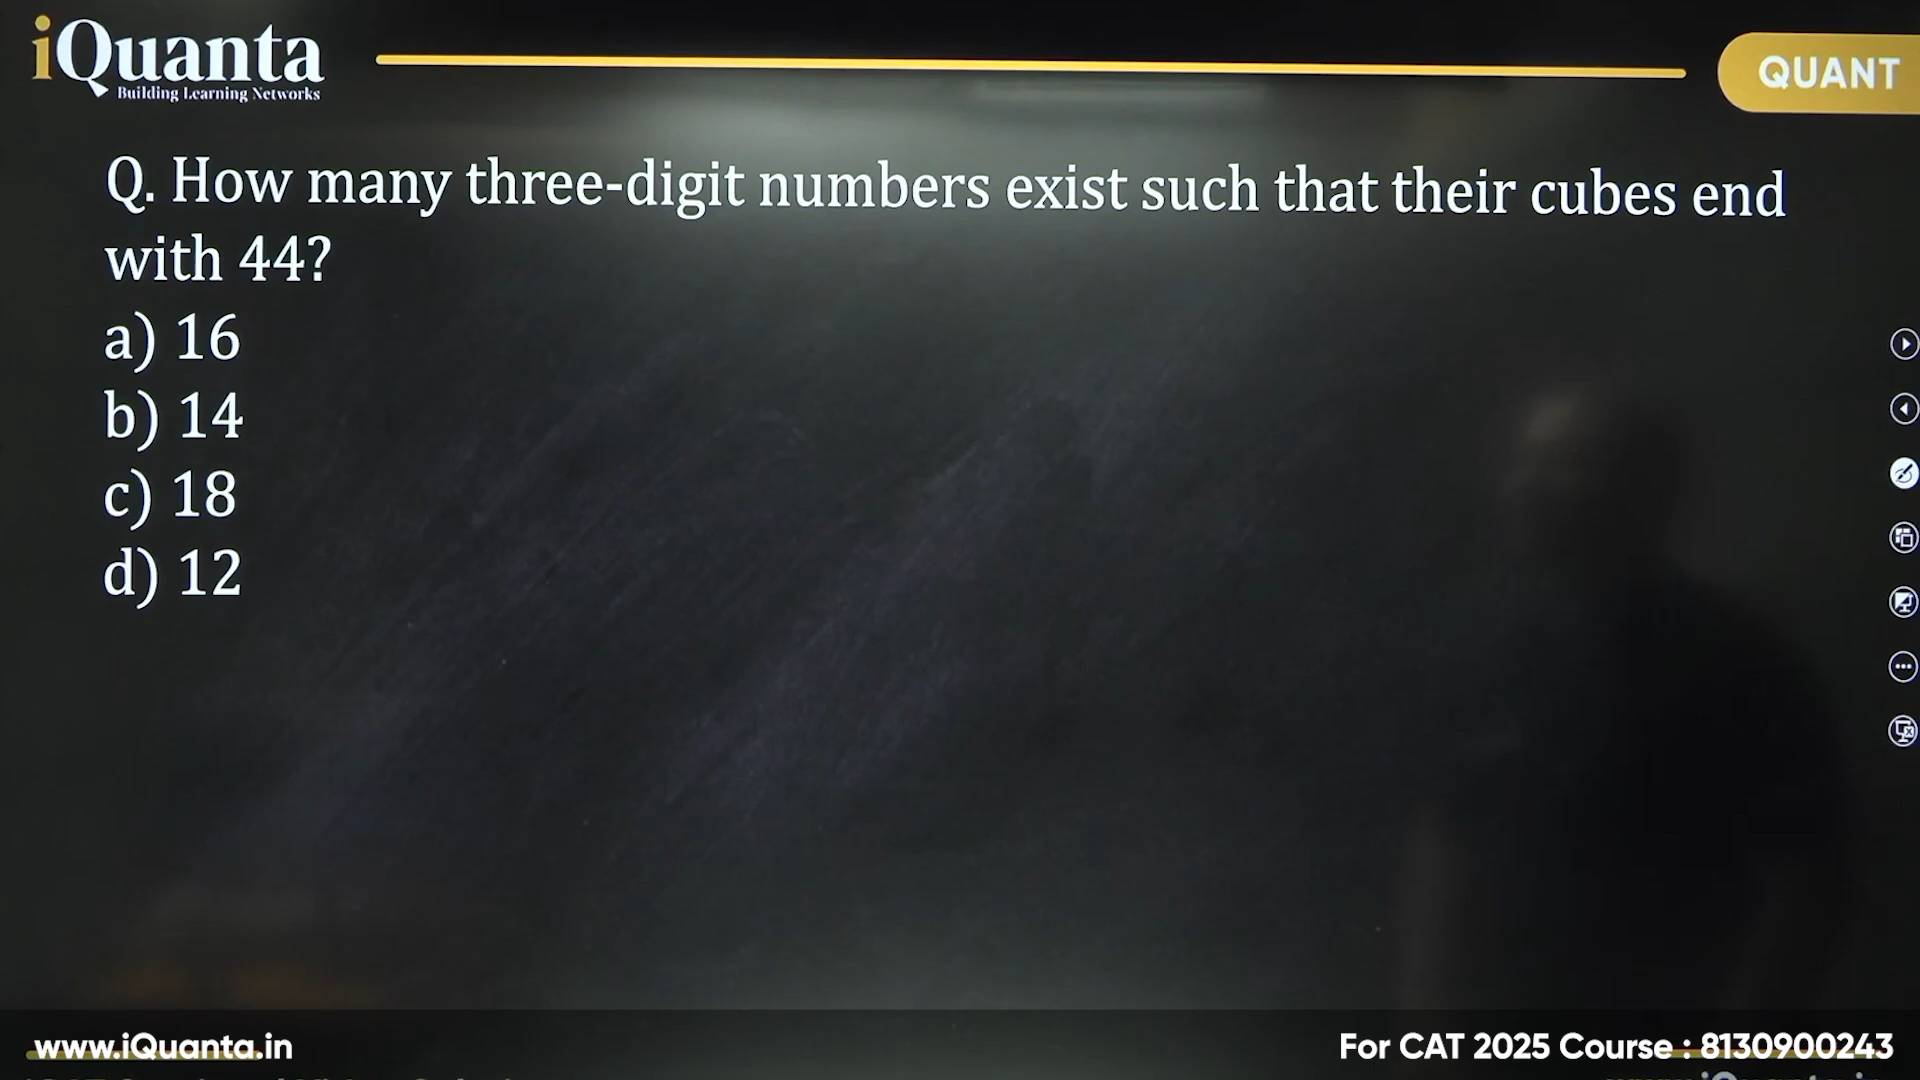 iQuanta
Building Learning Networks
QUANT
Q. How many three-digit numbers exist such that their cubes end
with 44?
a) 16
b) 14
c) 18
d) 12
www.iQuanta.in
For CAT 2025 Course : 8130900243